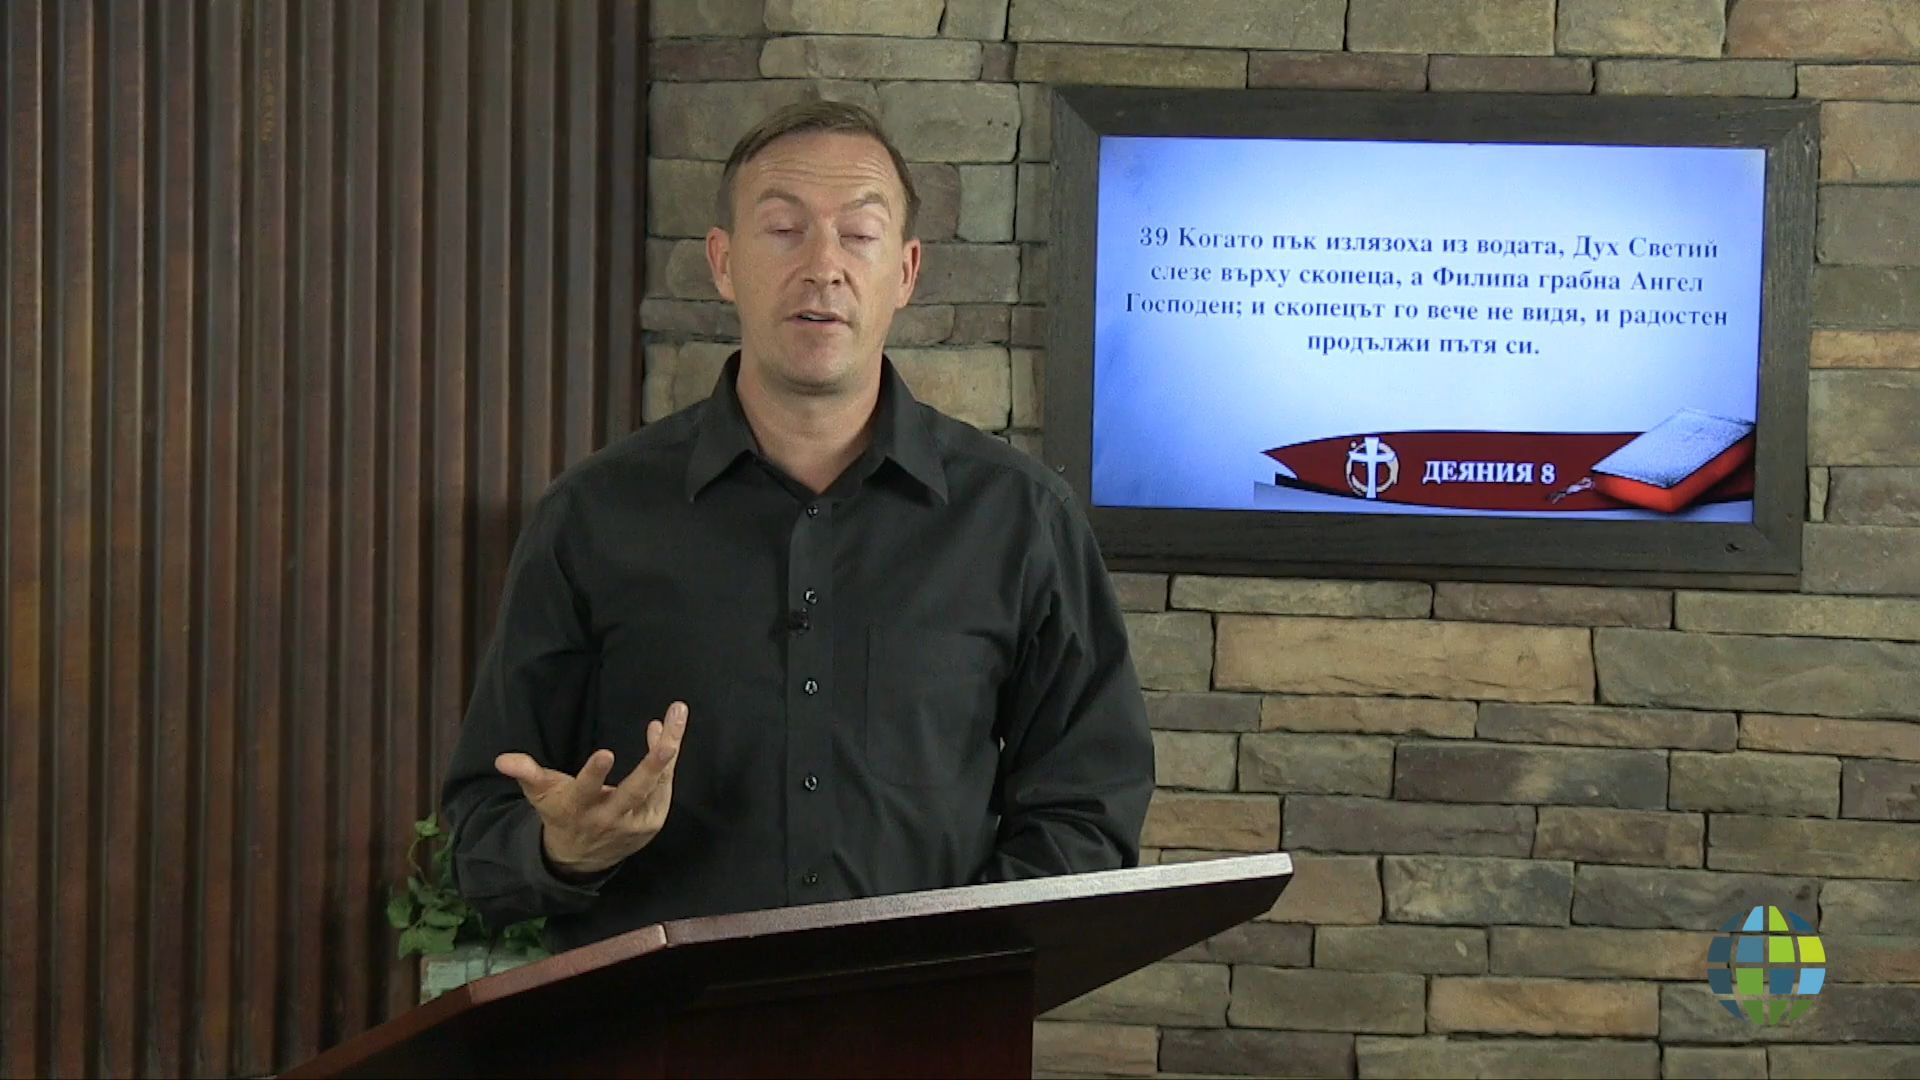 39 Когато пък излязоха из водата, Дух Светий
слезе върху скопеца, а Филипа грабна Ангел
Господен; и скопецът го вече не видя, и радостен
продължи пътя си.
ДЕЯНИЯ 8